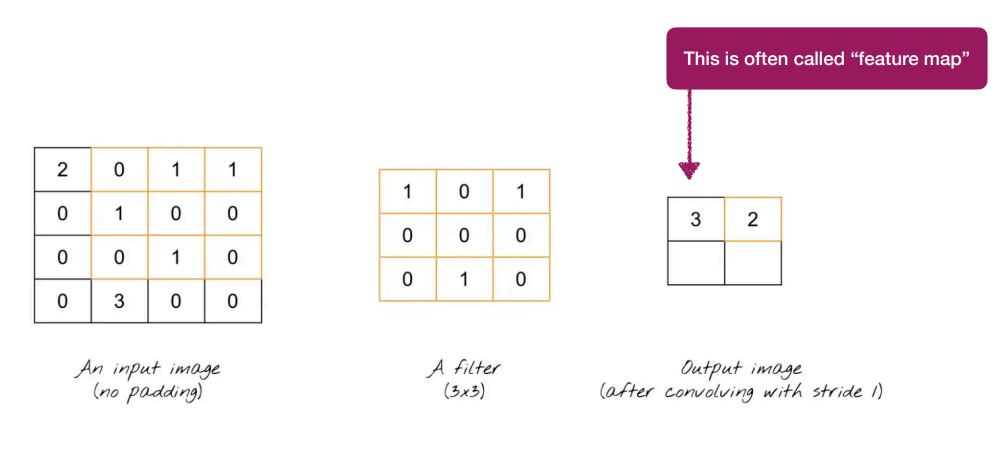 This is often called “feature map”
2 0 1 1
0 1 0 0
0 0 1 0
0 3 0 0
1 0 1
0 0 0
0 1 0
3 2
An input image
(no padding)
A filter
(3x3)
Output image
(after convolving with stride 1)